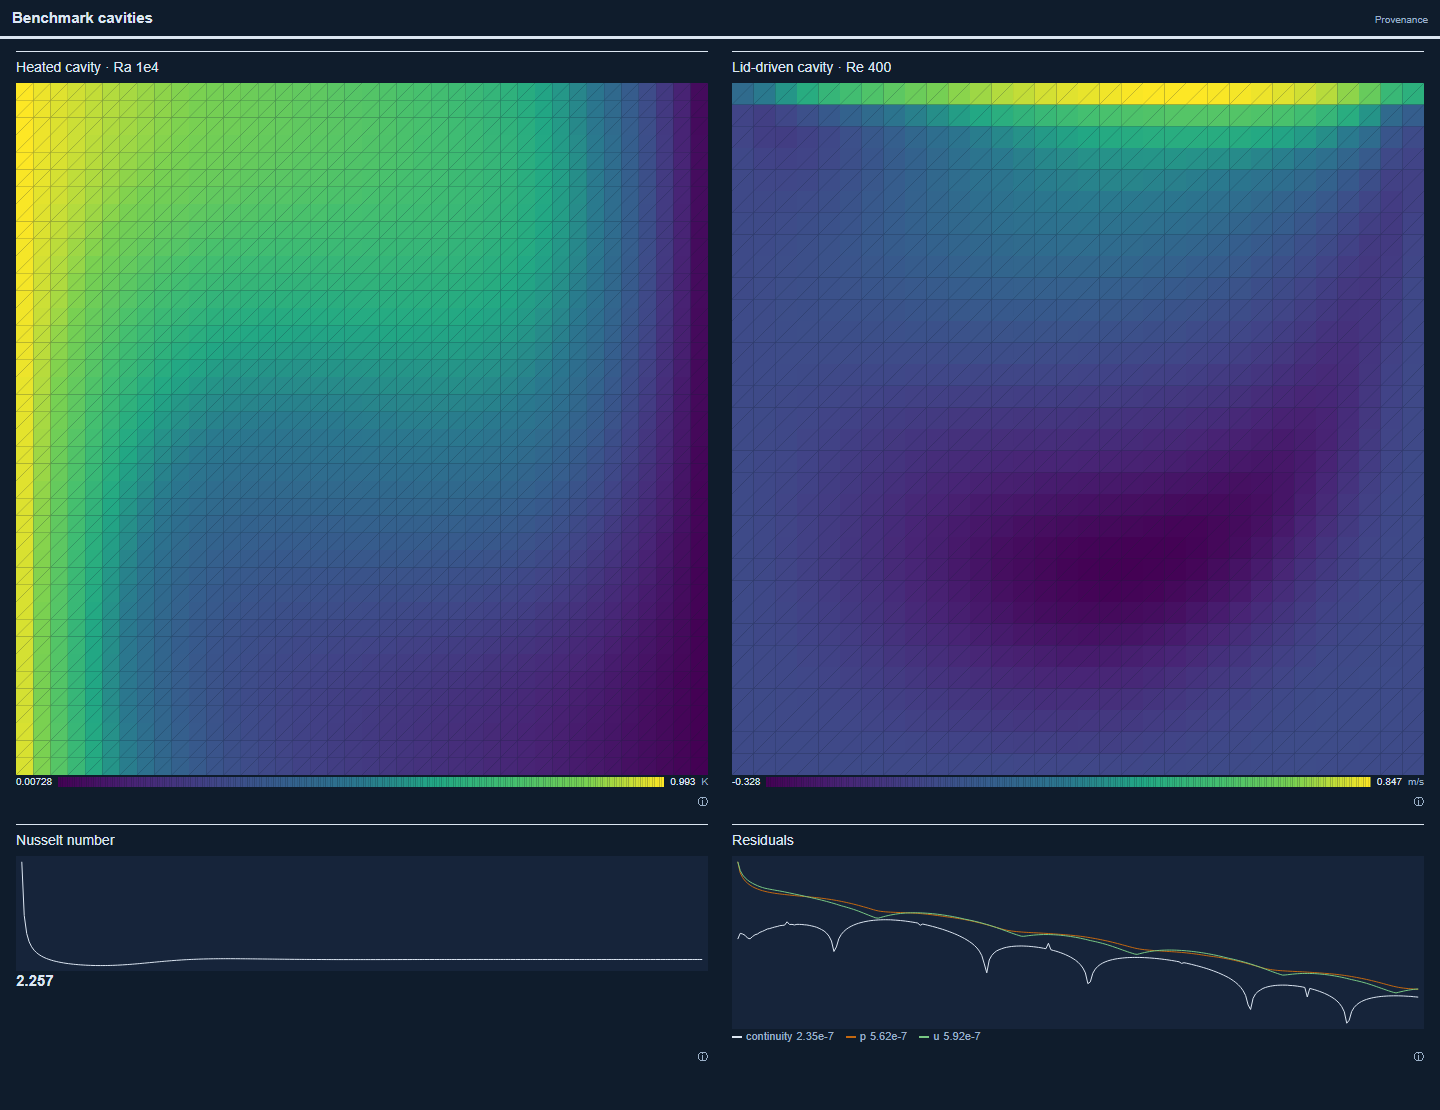 Benchmark cavities
Provenance
Heated cavity · Ra 1e4
Lid-driven cavity · Re 400
0.00728 0.993 K
-0.328 0.847 m/s
Nusselt number
2.257
Residuals
continuity 2.35e-7 p 5.62e-7 u 5.92e-7